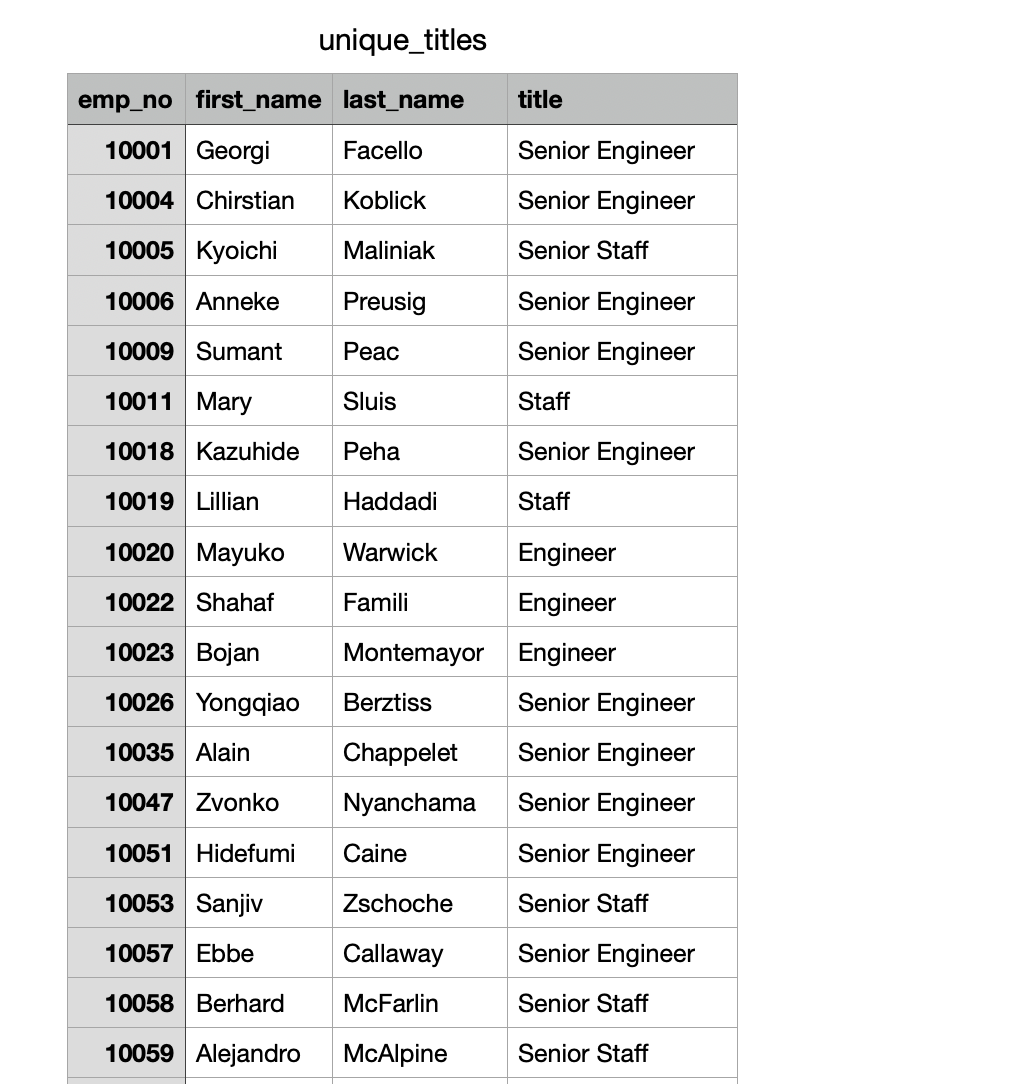 unique_titles
emp_no first_name last_name title
10001 Georgi Facello Senior Engineer
10004 Chirstian Koblick Senior Engineer
10005 Kyoichi Maliniak Senior Staff
10006 Anneke Preusig Senior Engineer
10009 Sumant Peac Senior Engineer
10011 Mary Sluis Staff
10018 Kazuhide Peha Senior Engineer
10019 Lillian Haddadi Staff
10020 Mayuko Warwick Engineer
10022 Shahaf Famili Engineer
10023 Bojan Montemayor Engineer
10026 Yongqiao Berztiss Senior Engineer
10035 Alain Chappelet Senior Engineer
10047 Zvonko Nyanchama Senior Engineer
10051 Hidefumi Caine Senior Engineer
10053 Sanjiv Zschoche Senior Staff
10057 Ebbe Callaway Senior Engineer
10058 Berhard McFarlin Senior Staff
10059 Alejandro McAlpine Senior Staff